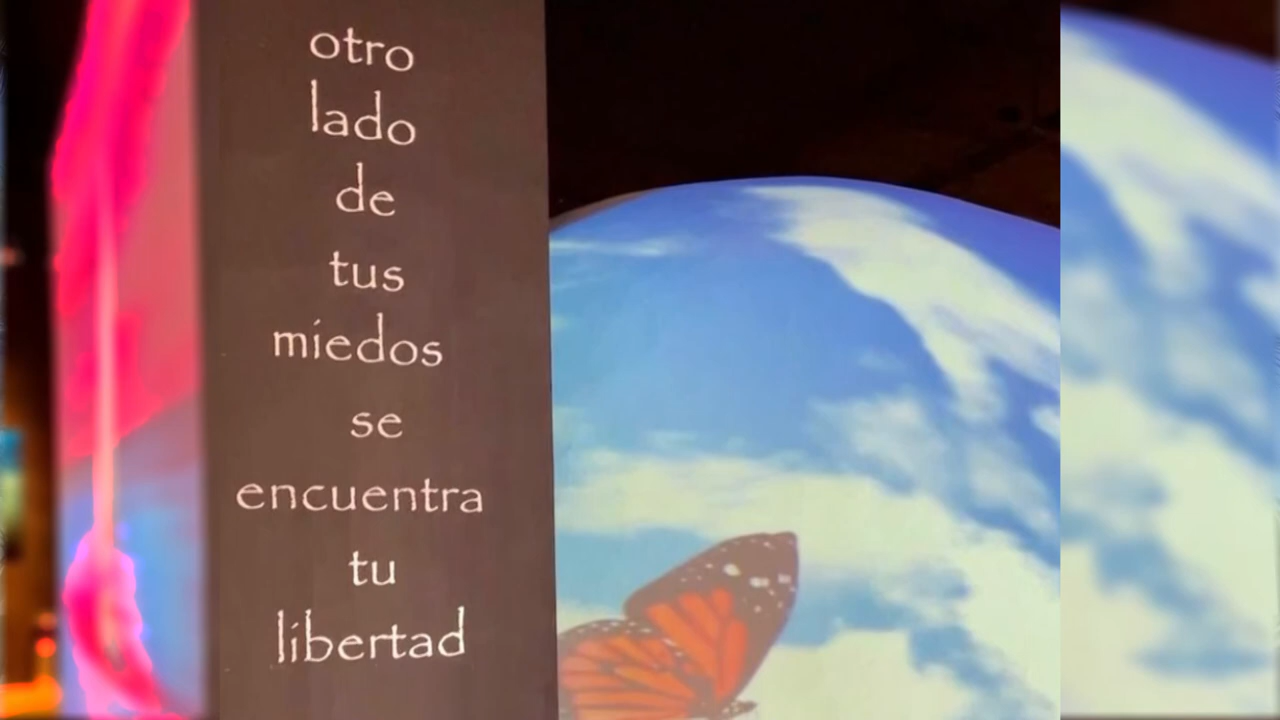 otro
lado
de
tus
miedos
se
encuentra
tu
libertad